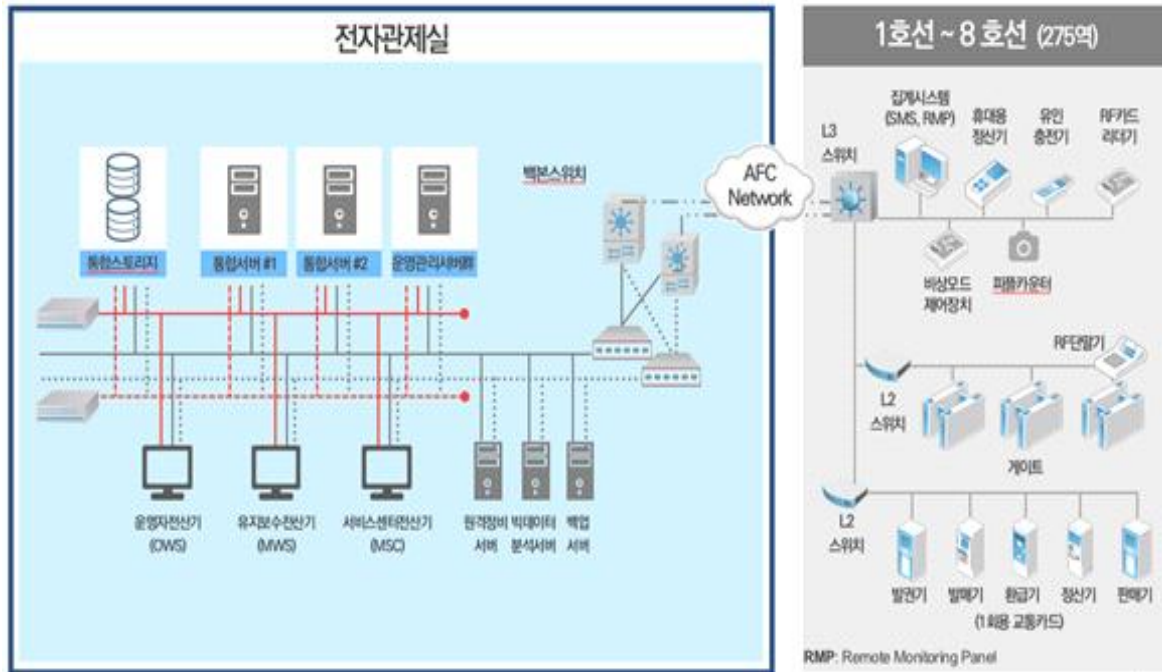 전자관제실
1호선 ~ 8 호선 (275역)
통합스토리지
통합서버 #1
통합서버 #2
운영관리서버群
백본스위치
AFC
Network
L3
스위치
집계시스템
(SMS, RMP)
휴대용
정산기
유인
충전기
RF카드
리더기
비상모드
제어장치
피플카운터
RF단말기
L2
스위치
게이트
L2
스위치
운영자전산기
(OWS)
유지보수전산기
(MWS)
서비스센터전산기
(MSC)
원격정비
서버
빅데이터
분석서버
백업
서버
발권기
발매기
환급기
정산기
판매기
(1회용 교통카드)
RMP: Remote Monitoring Panel